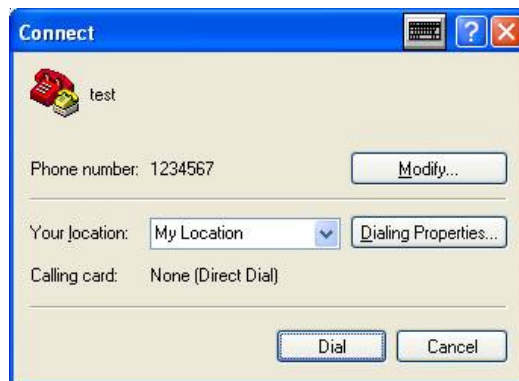 Connect
test
Phone number: 1234567 Modify...
Your location: My Location Dialing Properties...
Calling card: None (Direct Dial)
Dial Cancel